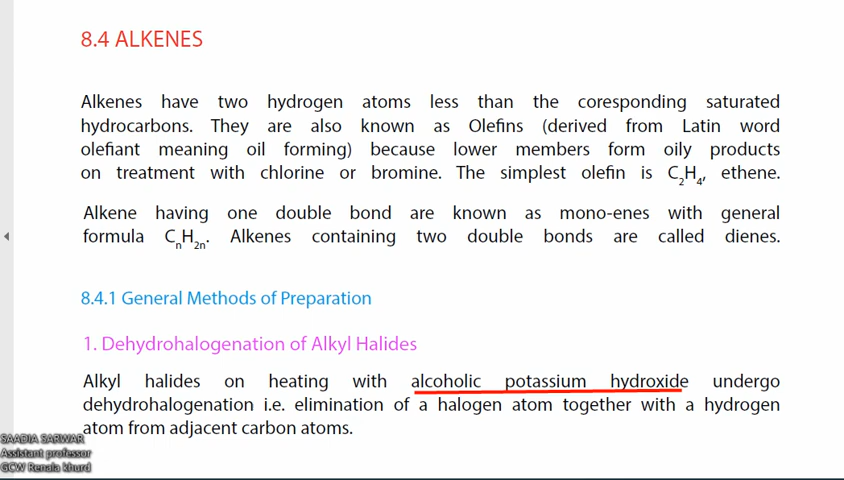 8.4 ALKENES
Alkenes have two hydrogen atoms less than the coresponding saturated
hydrocarbons. They are also known as Olefins (derived from Latin word
olefiant meaning oil forming) because lower members form oily products
on treatment with chlorine or bromine. The simplest olefin is C₂H₄, ethene.
Alkene having one double bond are known as mono-enes with general
formula CₙH₂ₙ. Alkenes containing two double bonds are called dienes.
8.4.1 General Methods of Preparation
1. Dehydrohalogenation of Alkyl Halides
Alkyl halides on heating with alcoholic potassium hydroxide undergo
dehydrohalogenation i.e. elimination of a halogen atom together with a hydrogen
atom from adjacent carbon atoms.
SAADIA SARWAR
Assistant professor
GCW Renala khurd